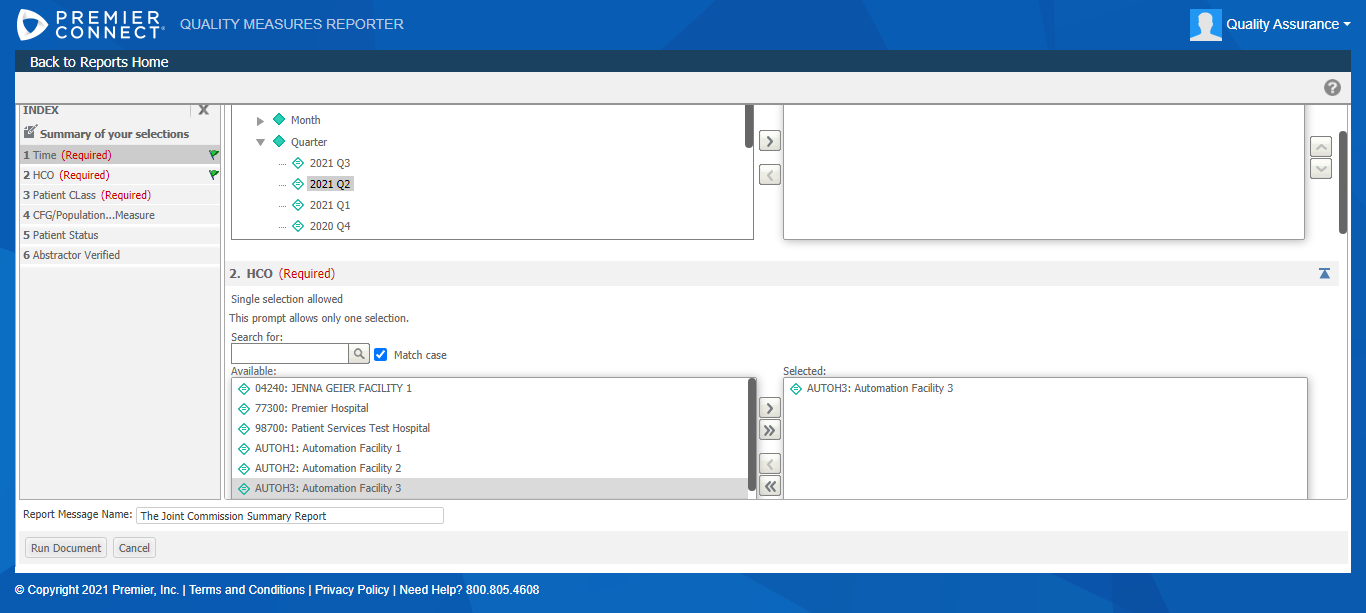 PREMIER CONNECT® QUALITY MEASURES REPORTER
Quality Assurance
Back to Reports Home
?
INDEX X
Summary of your selections
1 Time (Required)
2 HCO (Required)
3 Patient CLass (Required)
4 CFG/Population...Measure
5 Patient Status
6 Abstractor Verified
Month
Quarter
2021 Q3
2021 Q2
2021 Q1
2020 Q4
2. HCO (Required)
Single selection allowed
This prompt allows only one selection.
Search for:
Match case
Available:
04240: JENNA GEIER FACILITY 1
77300: Premier Hospital
98700: Patient Services Test Hospital
AUTOH1: Automation Facility 1
AUTOH2: Automation Facility 2
AUTOH3: Automation Facility 3
Selected:
AUTOH3: Automation Facility 3
Report Message Name: The Joint Commission Summary Report
Run Document Cancel
© Copyright 2021 Premier, Inc. | Terms and Conditions | Privacy Policy | Need Help? 800.805.4608